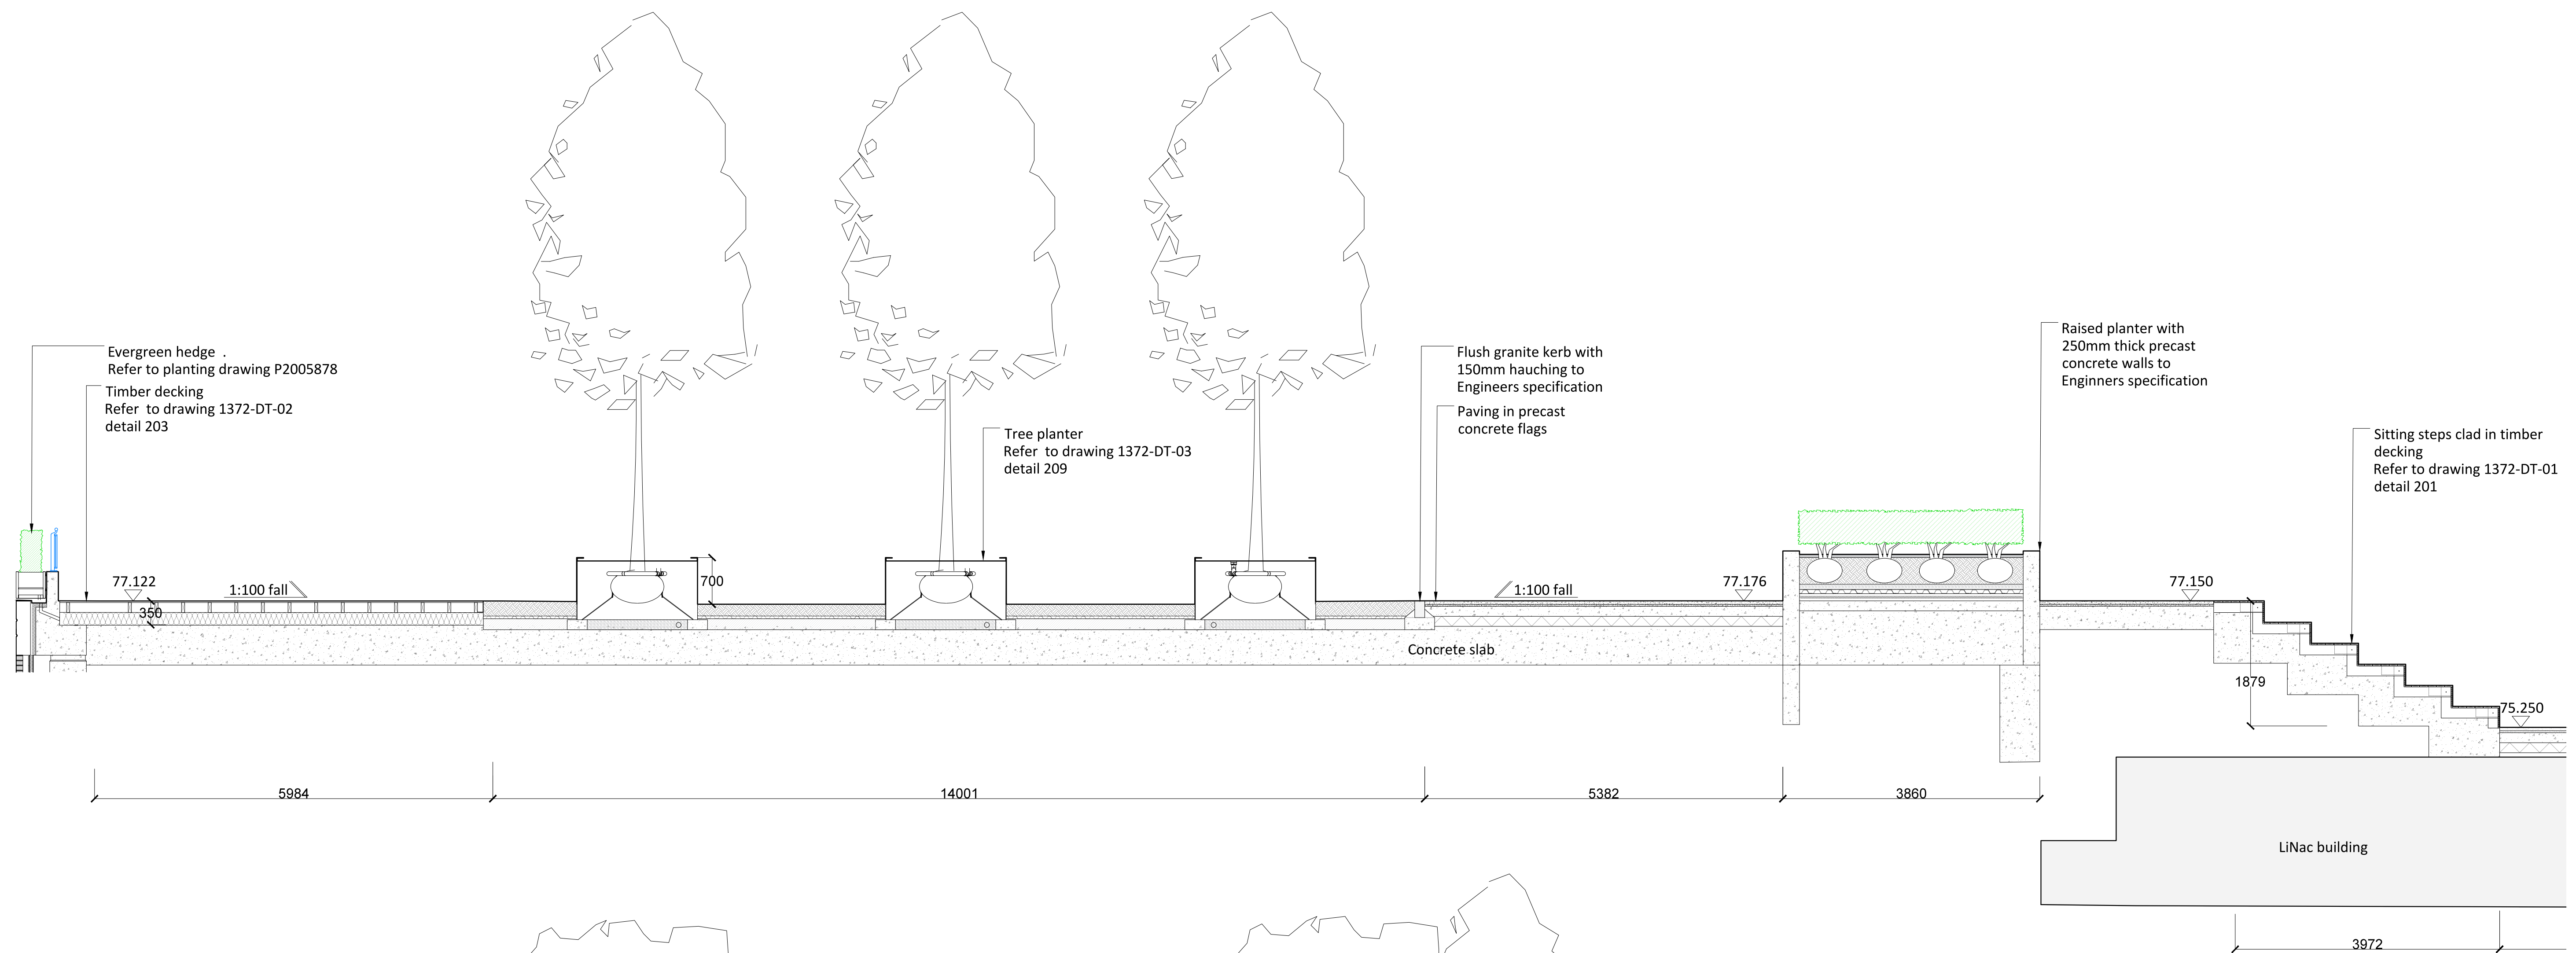 Evergreen hedge .
Refer to planting drawing P2005878
Timber decking
Refer to drawing 1372-DT-02
detail 203
Tree planter
Refer to drawing 1372-DT-03
detail 209
Flush granite kerb with
150mm hauching to
Engineers specification
Paving in precast
concrete flags
Raised planter with
250mm thick precast
concrete walls to
Enginners specification
Sitting steps clad in timber
decking
Refer to drawing 1372-DT-01
detail 201
77.122
1:100 fall
350
700
1:100 fall
77.176
77.150
Concrete slab
1879
75.250
5984
14001
5382
3860
LiNac building
3972